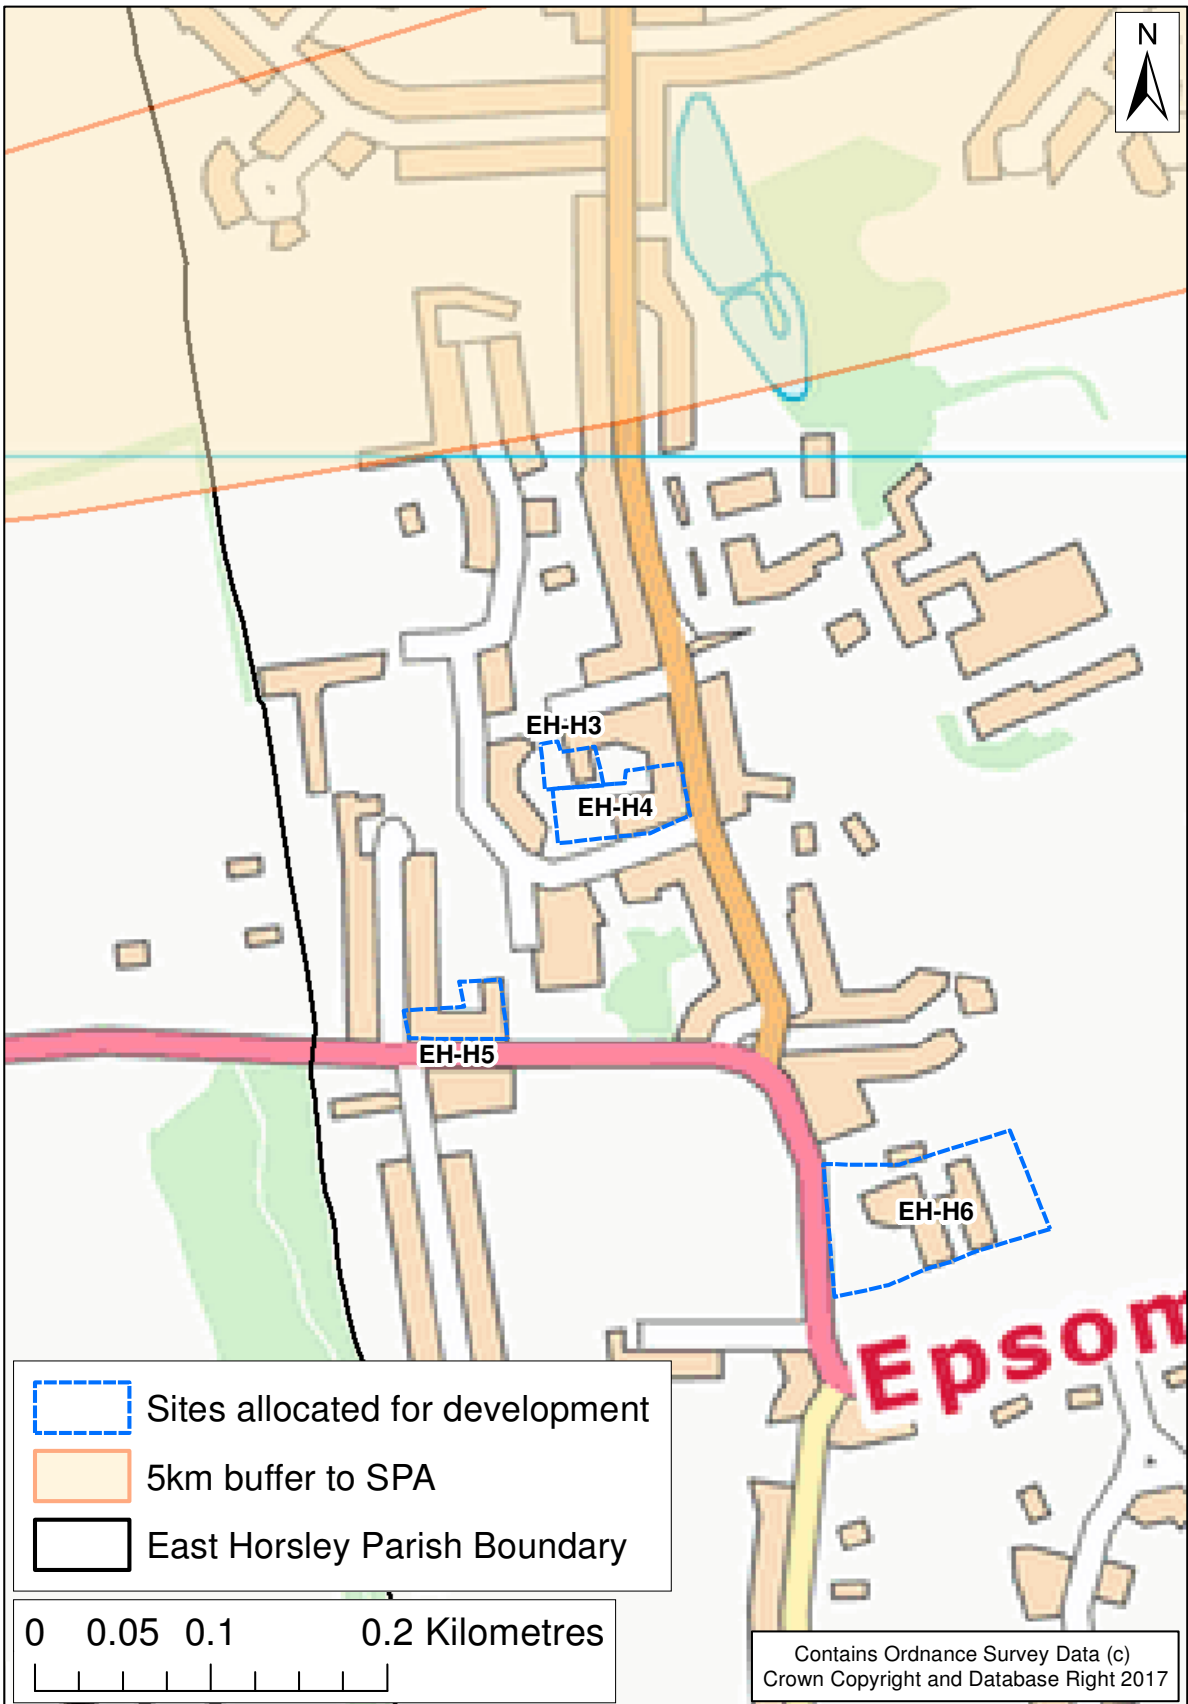 N
EH-H3
EH-H4
EH-H5
EH-H6
Epsom
Sites allocated for development
5km buffer to SPA
East Horsley Parish Boundary
0 0.05 0.1 0.2 Kilometres
Contains Ordnance Survey Data (c)
Crown Copyright and Database Right 2017